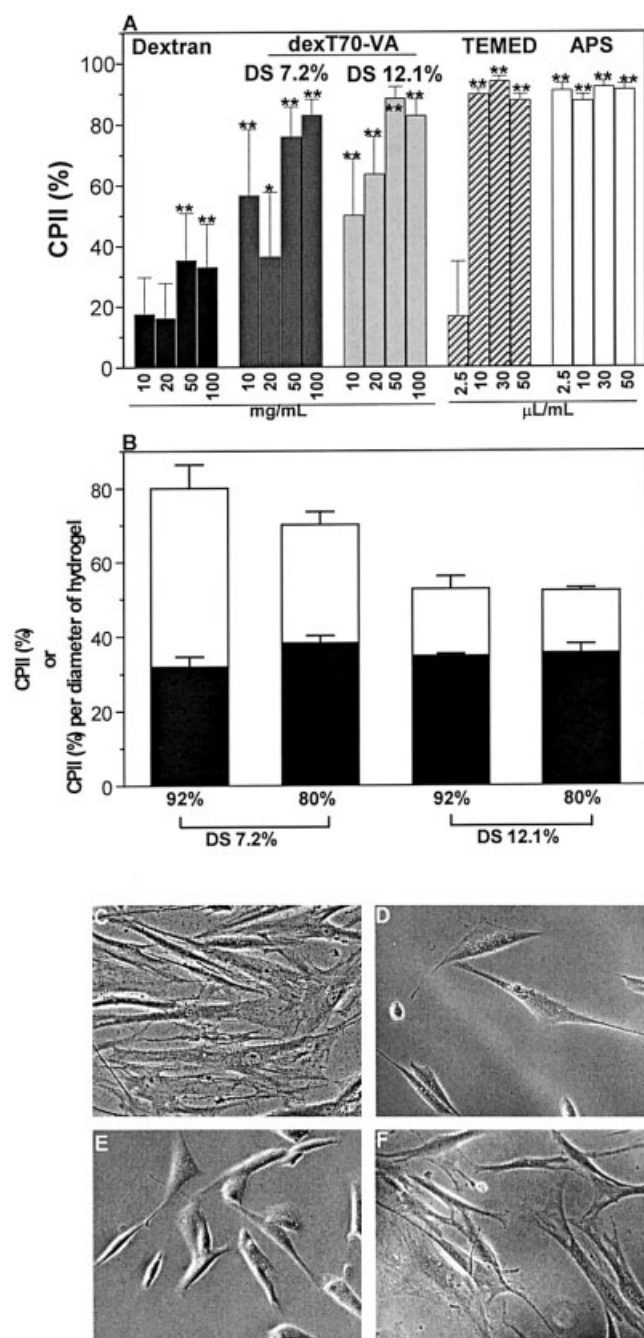 A
Dextran
dexT70-VA
TEMED
APS
DS 7.2%
DS 12.1%
CPII (%)
100
80
60
40
20
0
** ** ** * ** ** ** ** ** ** ** ** ** ** ** **
10 20 50 100 10 20 50 100 10 20 50 100 2.5 10 30 50 2.5 10 30 50
mg/mL
µL/mL
B
CPII (%)
or
CPII (%) per diameter of hydrogel
80
60
40
20
0
92% 80% 92% 80%
DS 7.2%
DS 12.1%
C
D
E
F